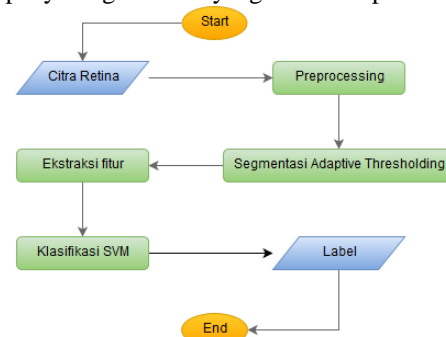 Start
Citra Retina
Preprocessing
Segmentasi Adaptive Thresholding
Ekstraksi fitur
Klasifikasi SVM
Label
End